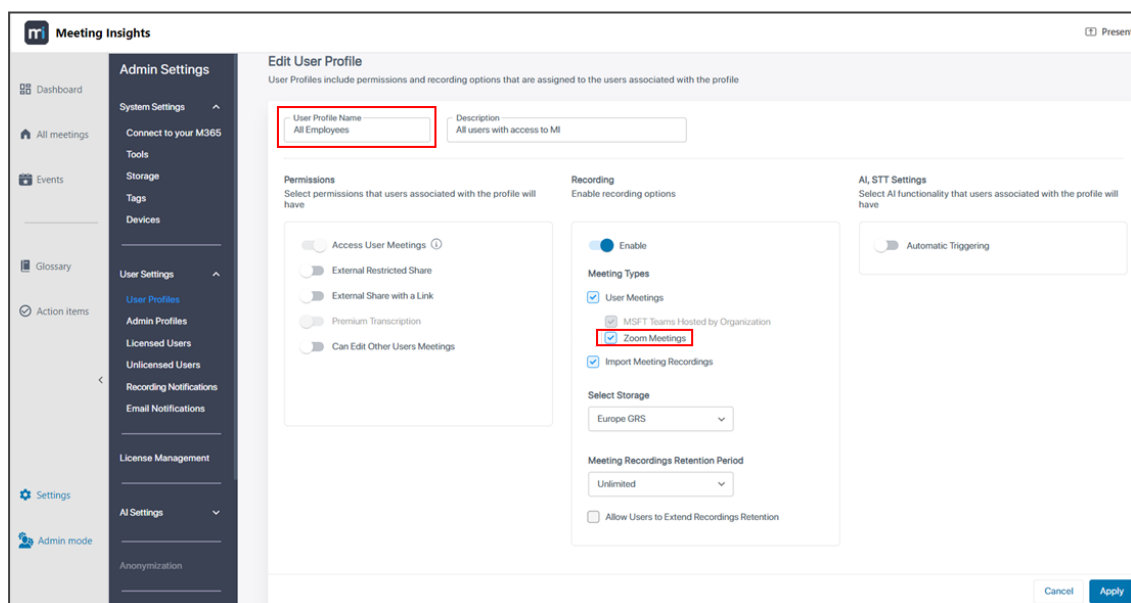 mi Meeting Insights
Present
Dashboard
All meetings
Events
Glossary
Action items
Settings
Admin mode
Admin Settings
System Settings
Connect to your M365
Tools
Storage
Tags
Devices
User Settings
User Profiles
Admin Profiles
Licensed Users
Unlicensed Users
Recording Notifications
Email Notifications
License Management
AI Settings
Anonymization
Edit User Profile
User Profiles include permissions and recording options that are assigned to the users associated with the profile
User Profile Name
All Employees
Description
All users with access to MI
Permissions
Select permissions that users associated with the profile will
have
Access User Meetings
External Restricted Share
External Share with a Link
Premium Transcription
Can Edit Other Users Meetings
Recording
Enable recording options
Enable
Meeting Types
User Meetings
MSFT Teams Hosted by Organization
Zoom Meetings
Import Meeting Recordings
Select Storage
Europe GRS
Meeting Recordings Retention Period
Unlimited
Allow Users to Extend Recordings Retention
AI, STT Settings
Select AI functionality that users associated with the profile will
have
Automatic Triggering
Cancel
Apply